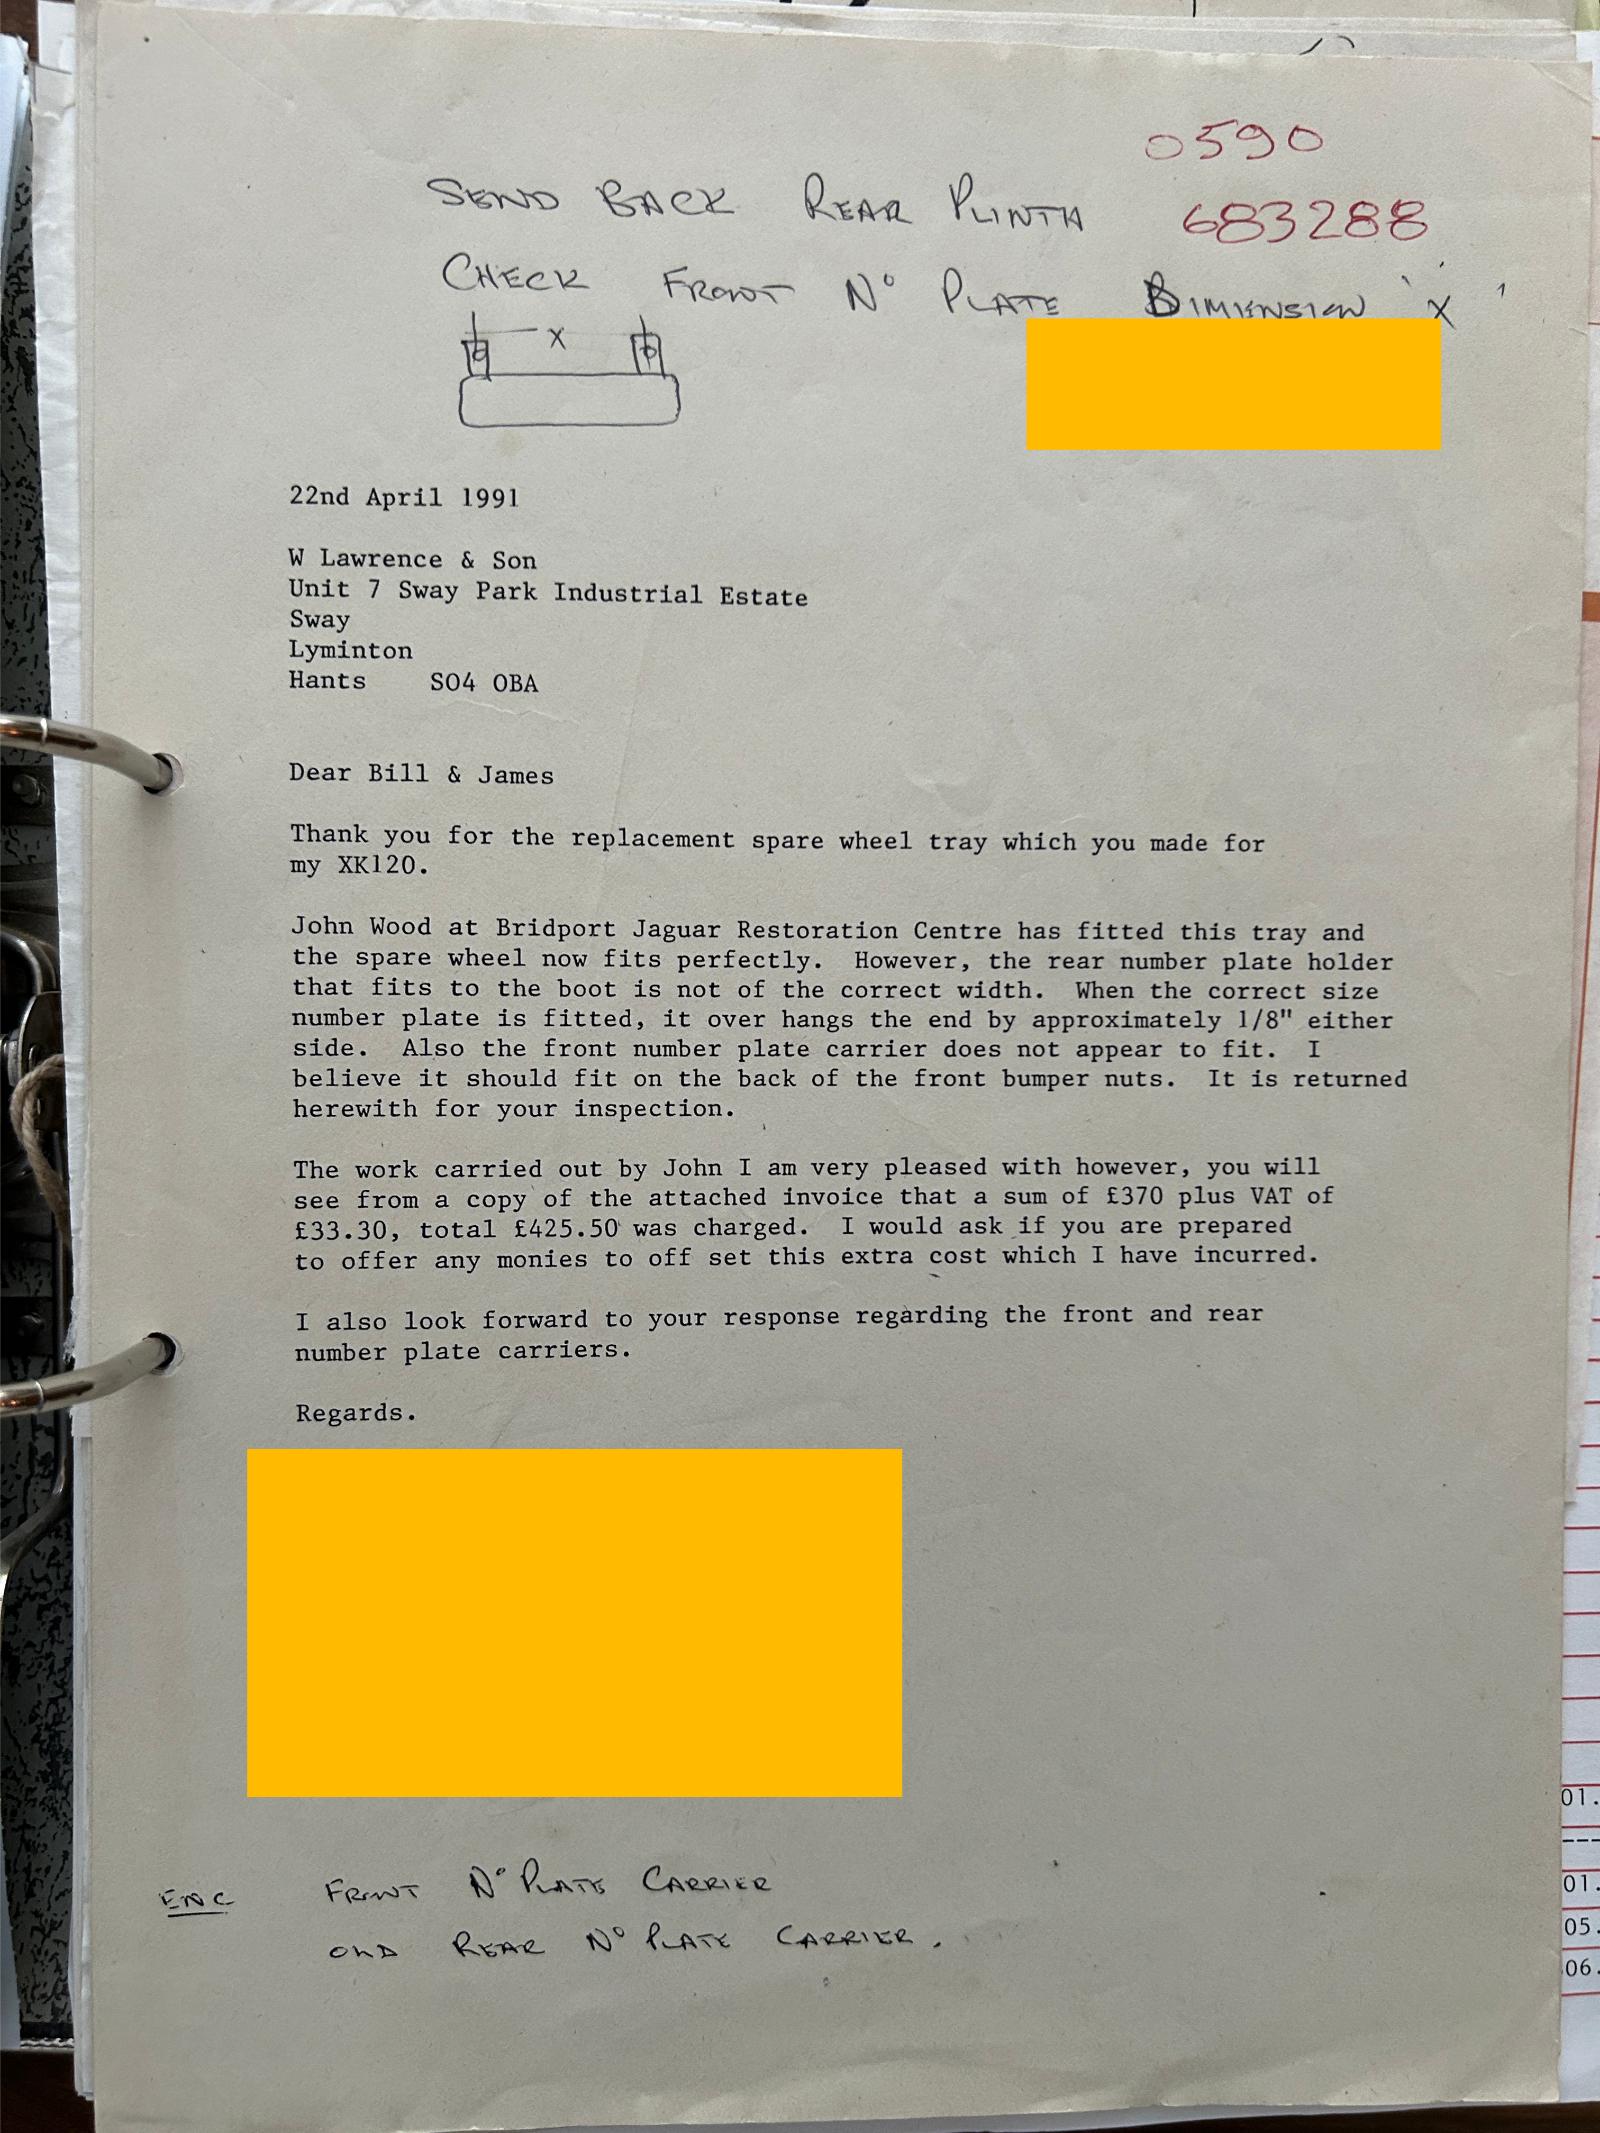 0590
SEND BACK REAR PLINTH 683288
CHECK FRONT No PLATE DIMENSION 'X'
X
22nd April 1991
W Lawrence & Son
Unit 7 Sway Park Industrial Estate
Sway
Lyminton
Hants SO4 OBA
Dear Bill & James
Thank you for the replacement spare wheel tray which you made for
my XK120.
John Wood at Bridport Jaguar Restoration Centre has fitted this tray and
the spare wheel now fits perfectly. However, the rear number plate holder
that fits to the boot is not of the correct width. When the correct size
number plate is fitted, it over hangs the end by approximately 1/8" either
side. Also the front number plate carrier does not appear to fit. I
believe it should fit on the back of the front bumper nuts. It is returned
herewith for your inspection.
The work carried out by John I am very pleased with however, you will
see from a copy of the attached invoice that a sum of £370 plus VAT of
£33.30, total £425.50 was charged. I would ask if you are prepared
to offer any monies to off set this extra cost which I have incurred.
I also look forward to your response regarding the front and rear
number plate carriers.
Regards.
ENC FRONT No PLATE CARRIER
OLD REAR No PLATE CARRIER.
01.
01.
05.
06.